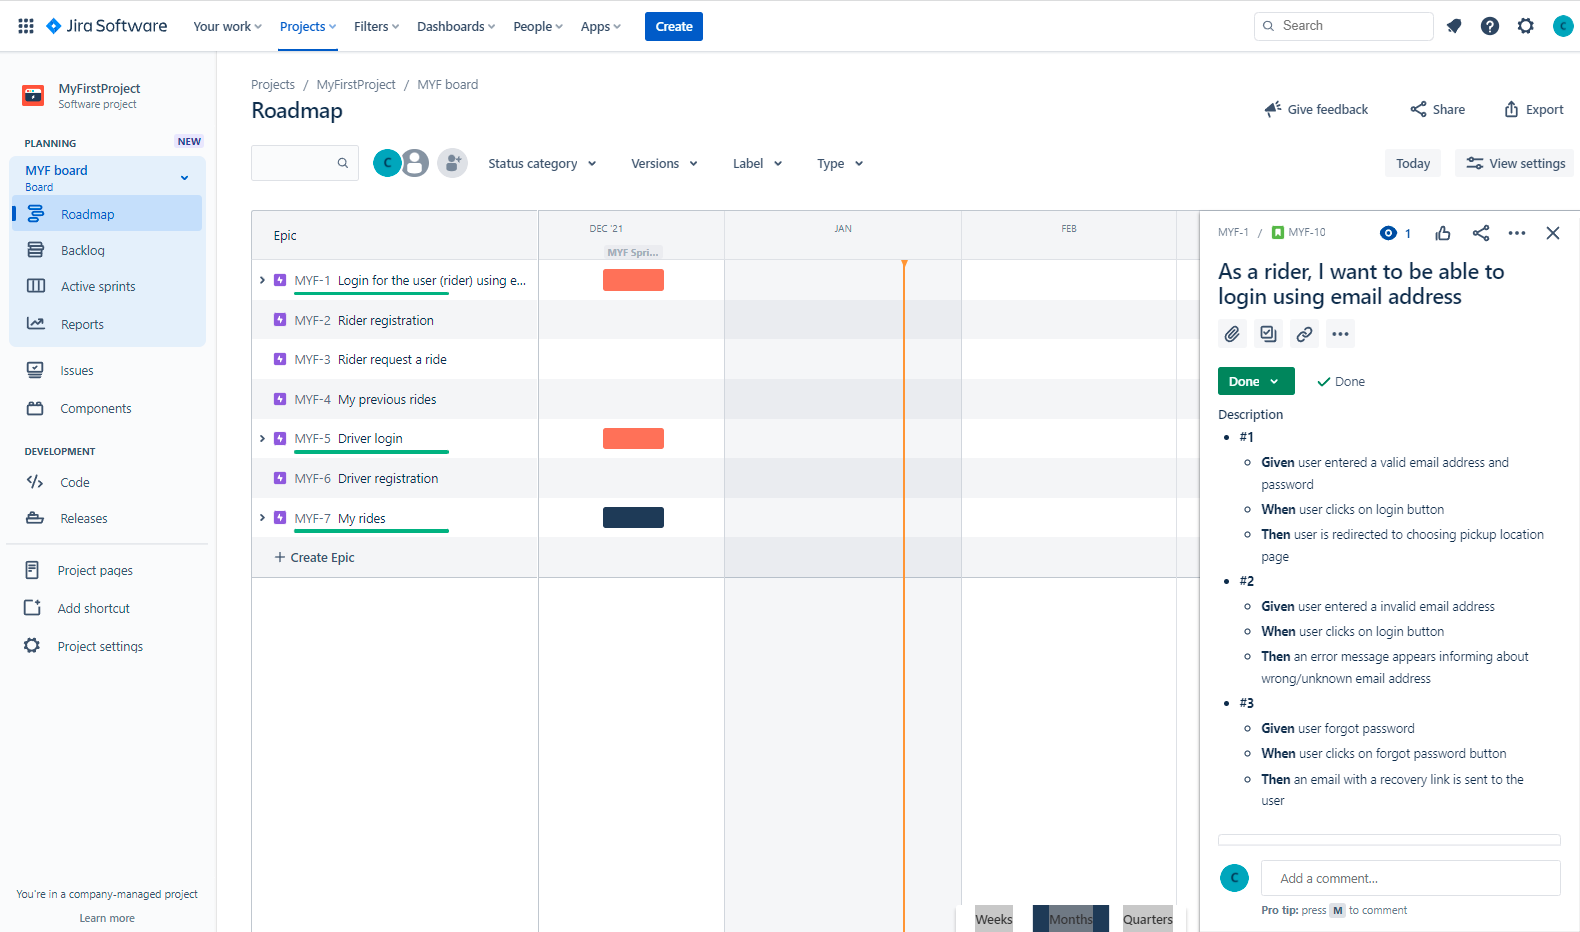 Jira Software
Your work
Projects
Filters
Dashboards
People
Apps
Create
Search
C
MyFirstProject
Software project
PLANNING
NEW
MYF board
Board
Roadmap
Backlog
Active sprints
Reports
Issues
Components
DEVELOPMENT
Code
Releases
Project pages
Add shortcut
Project settings
You're in a company-managed project
Learn more
Projects / MyFirstProject / MYF board
Roadmap
Give feedback
Share
Export
C
Status category
Versions
Label
Type
Today
View settings
Epic
DEC '21
JAN
FEB
MYF Spri...
MYF-1 Login for the user (rider) using e...
MYF-2 Rider registration
MYF-3 Rider request a ride
MYF-4 My previous rides
MYF-5 Driver login
MYF-6 Driver registration
MYF-7 My rides
+ Create Epic
Weeks
Months
Quarters
MYF-1 / MYF-10
1
As a rider, I want to be able to
login using email address
Done
Done
Description
#1
Given user entered a valid email address and
password
When user clicks on login button
Then user is redirected to choosing pickup location
page
#2
Given user entered a invalid email address
When user clicks on login button
Then an error message appears informing about
wrong/unknown email address
#3
Given user forgot password
When user clicks on forgot password button
Then an email with a recovery link is sent to the
user
C
Add a comment...
Pro tip: press M to comment